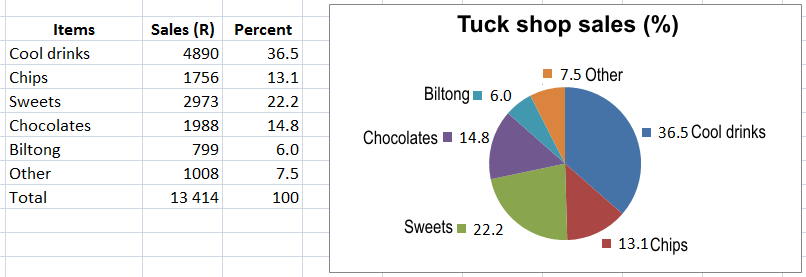 Items Sales (R) Percent
Cool drinks 4890 36.5
Chips 1756 13.1
Sweets 2973 22.2
Chocolates 1988 14.8
Biltong 799 6.0
Other 1008 7.5
Total 13 414 100
Tuck shop sales (%)
7.5 Other
Biltong 6.0
36.5 Cool drinks
Chocolates 14.8
Sweets 22.2
13.1 Chips